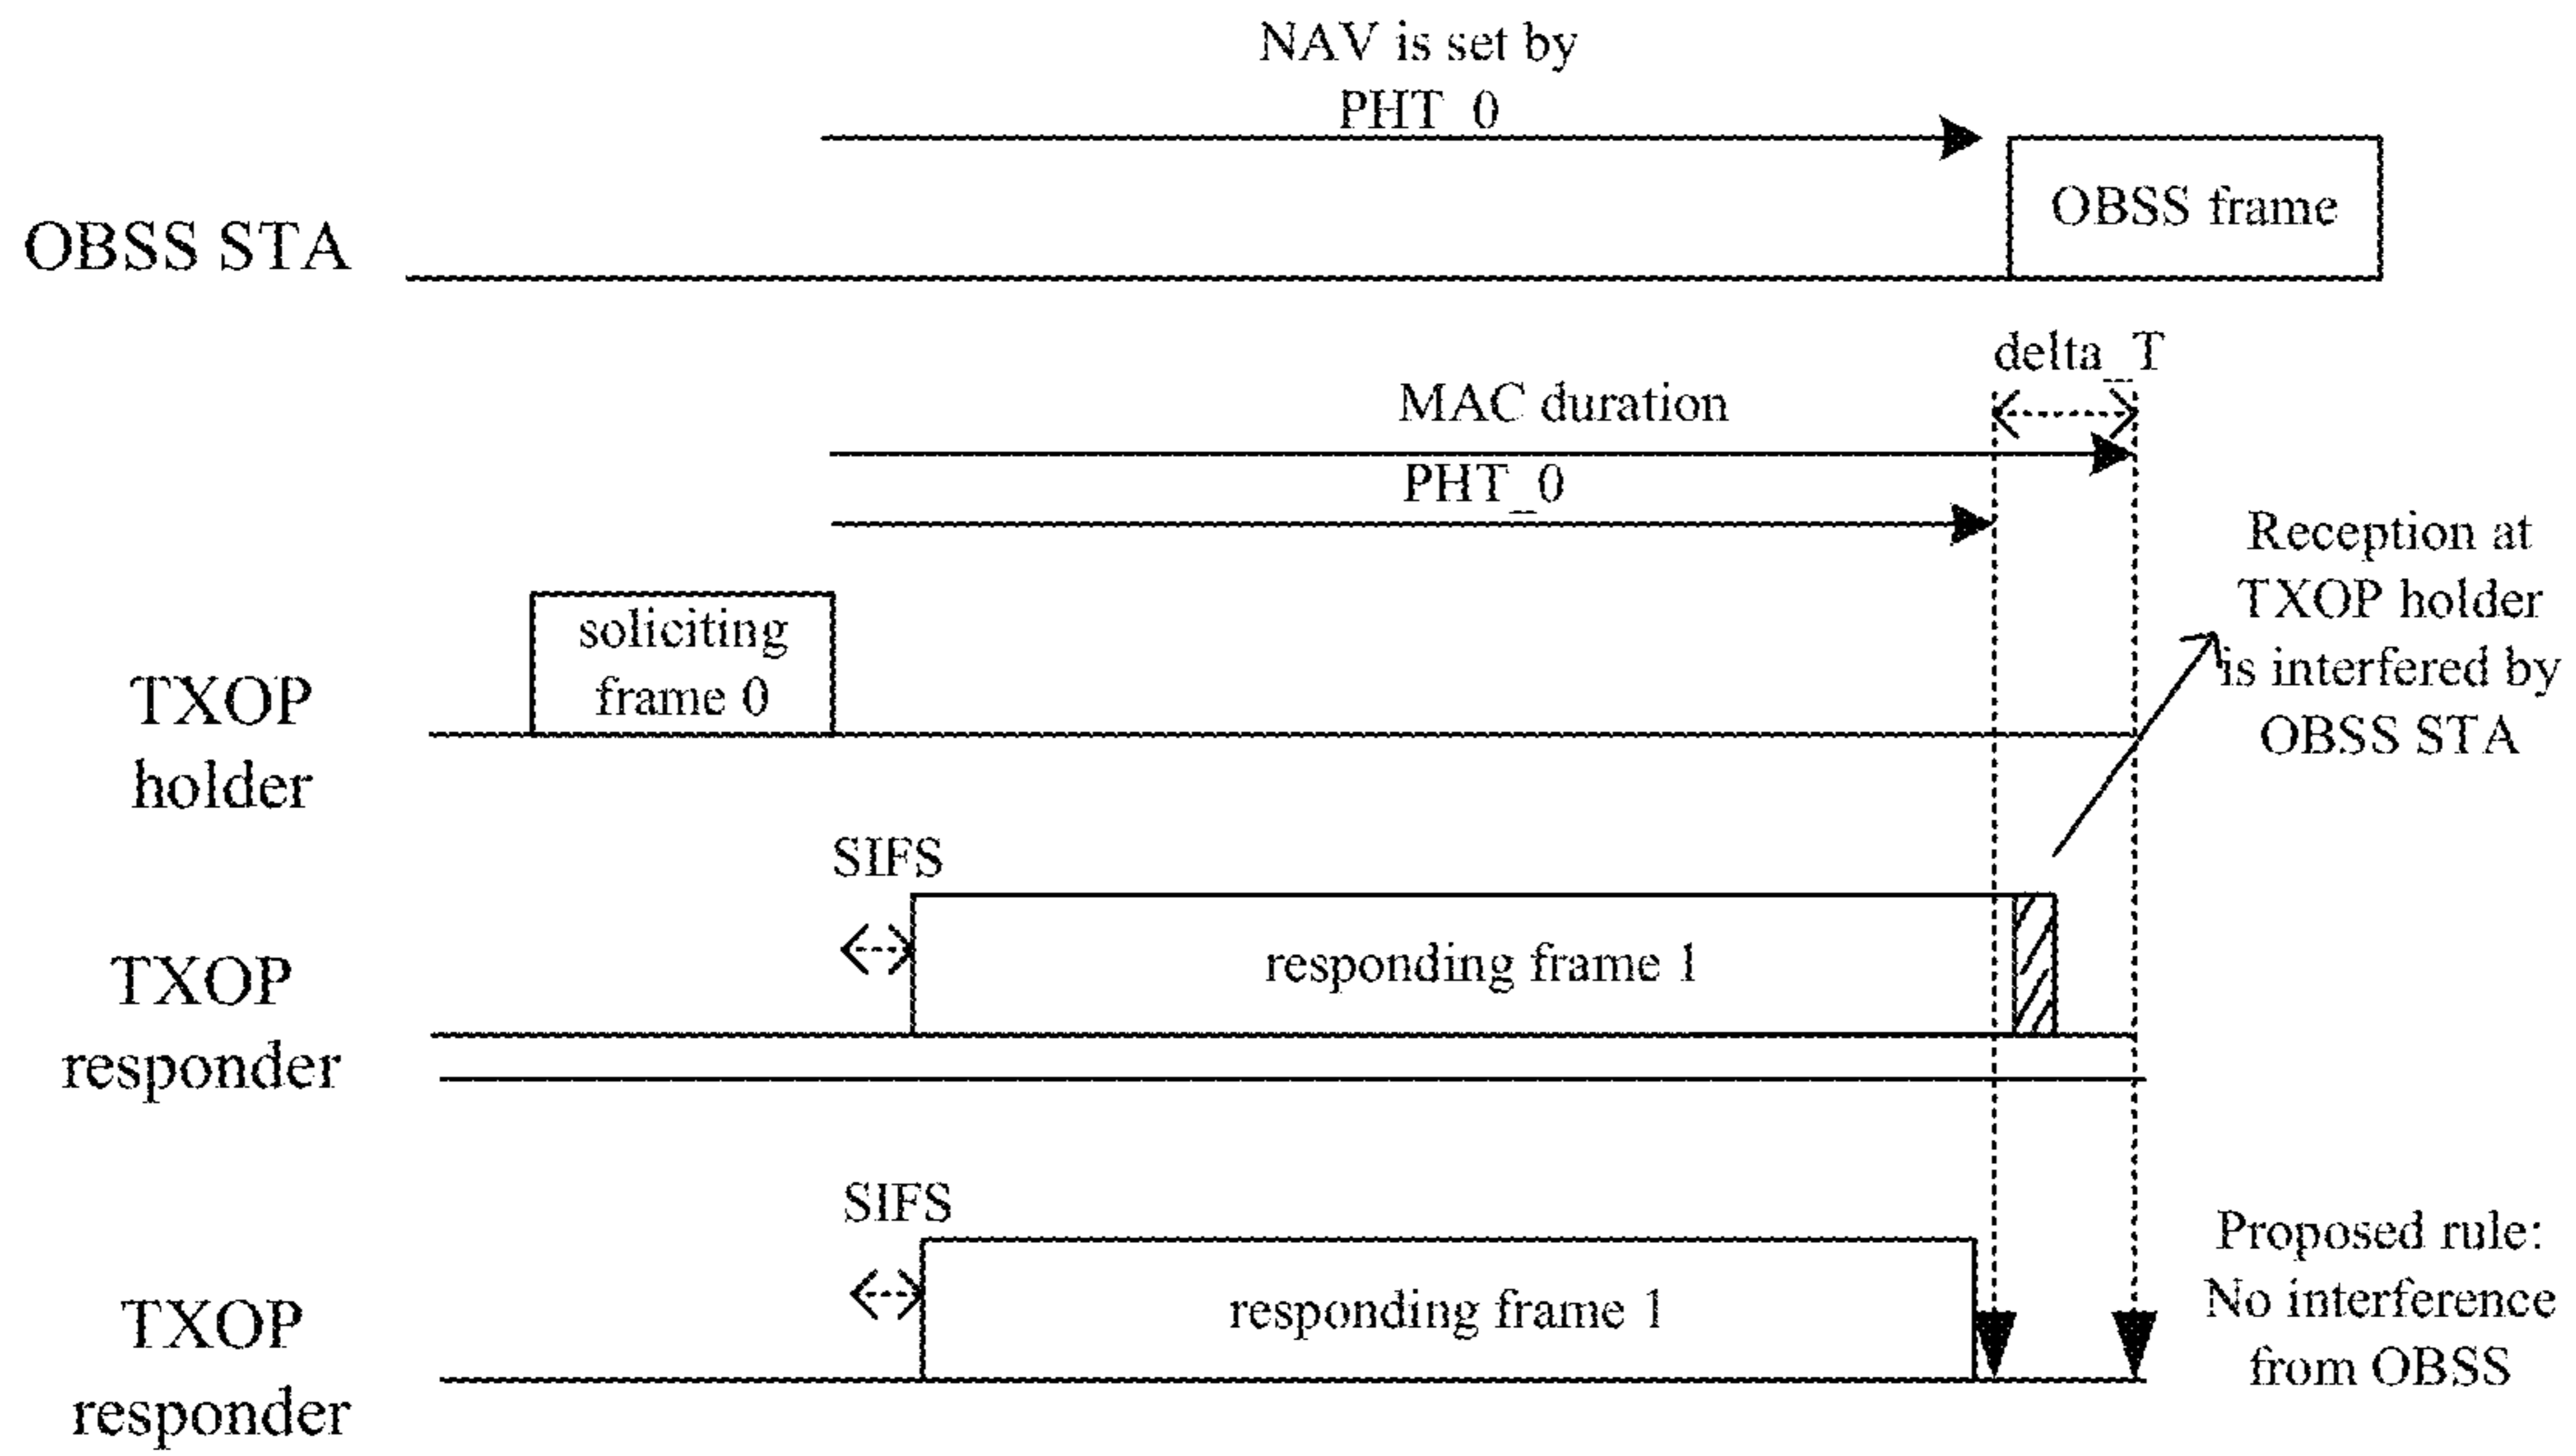 NAV is set by
PHT_0
OBSS STA
OBSS frame
delta_T
MAC duration
PHT_0
Reception at
TXOP holder
is interfered by
OBSS STA
soliciting
frame 0
TXOP
holder
SIFS
responding frame 1
TXOP
responder
SIFS
responding frame 1
TXOP
responder
Proposed rule:
No interference
from OBSS